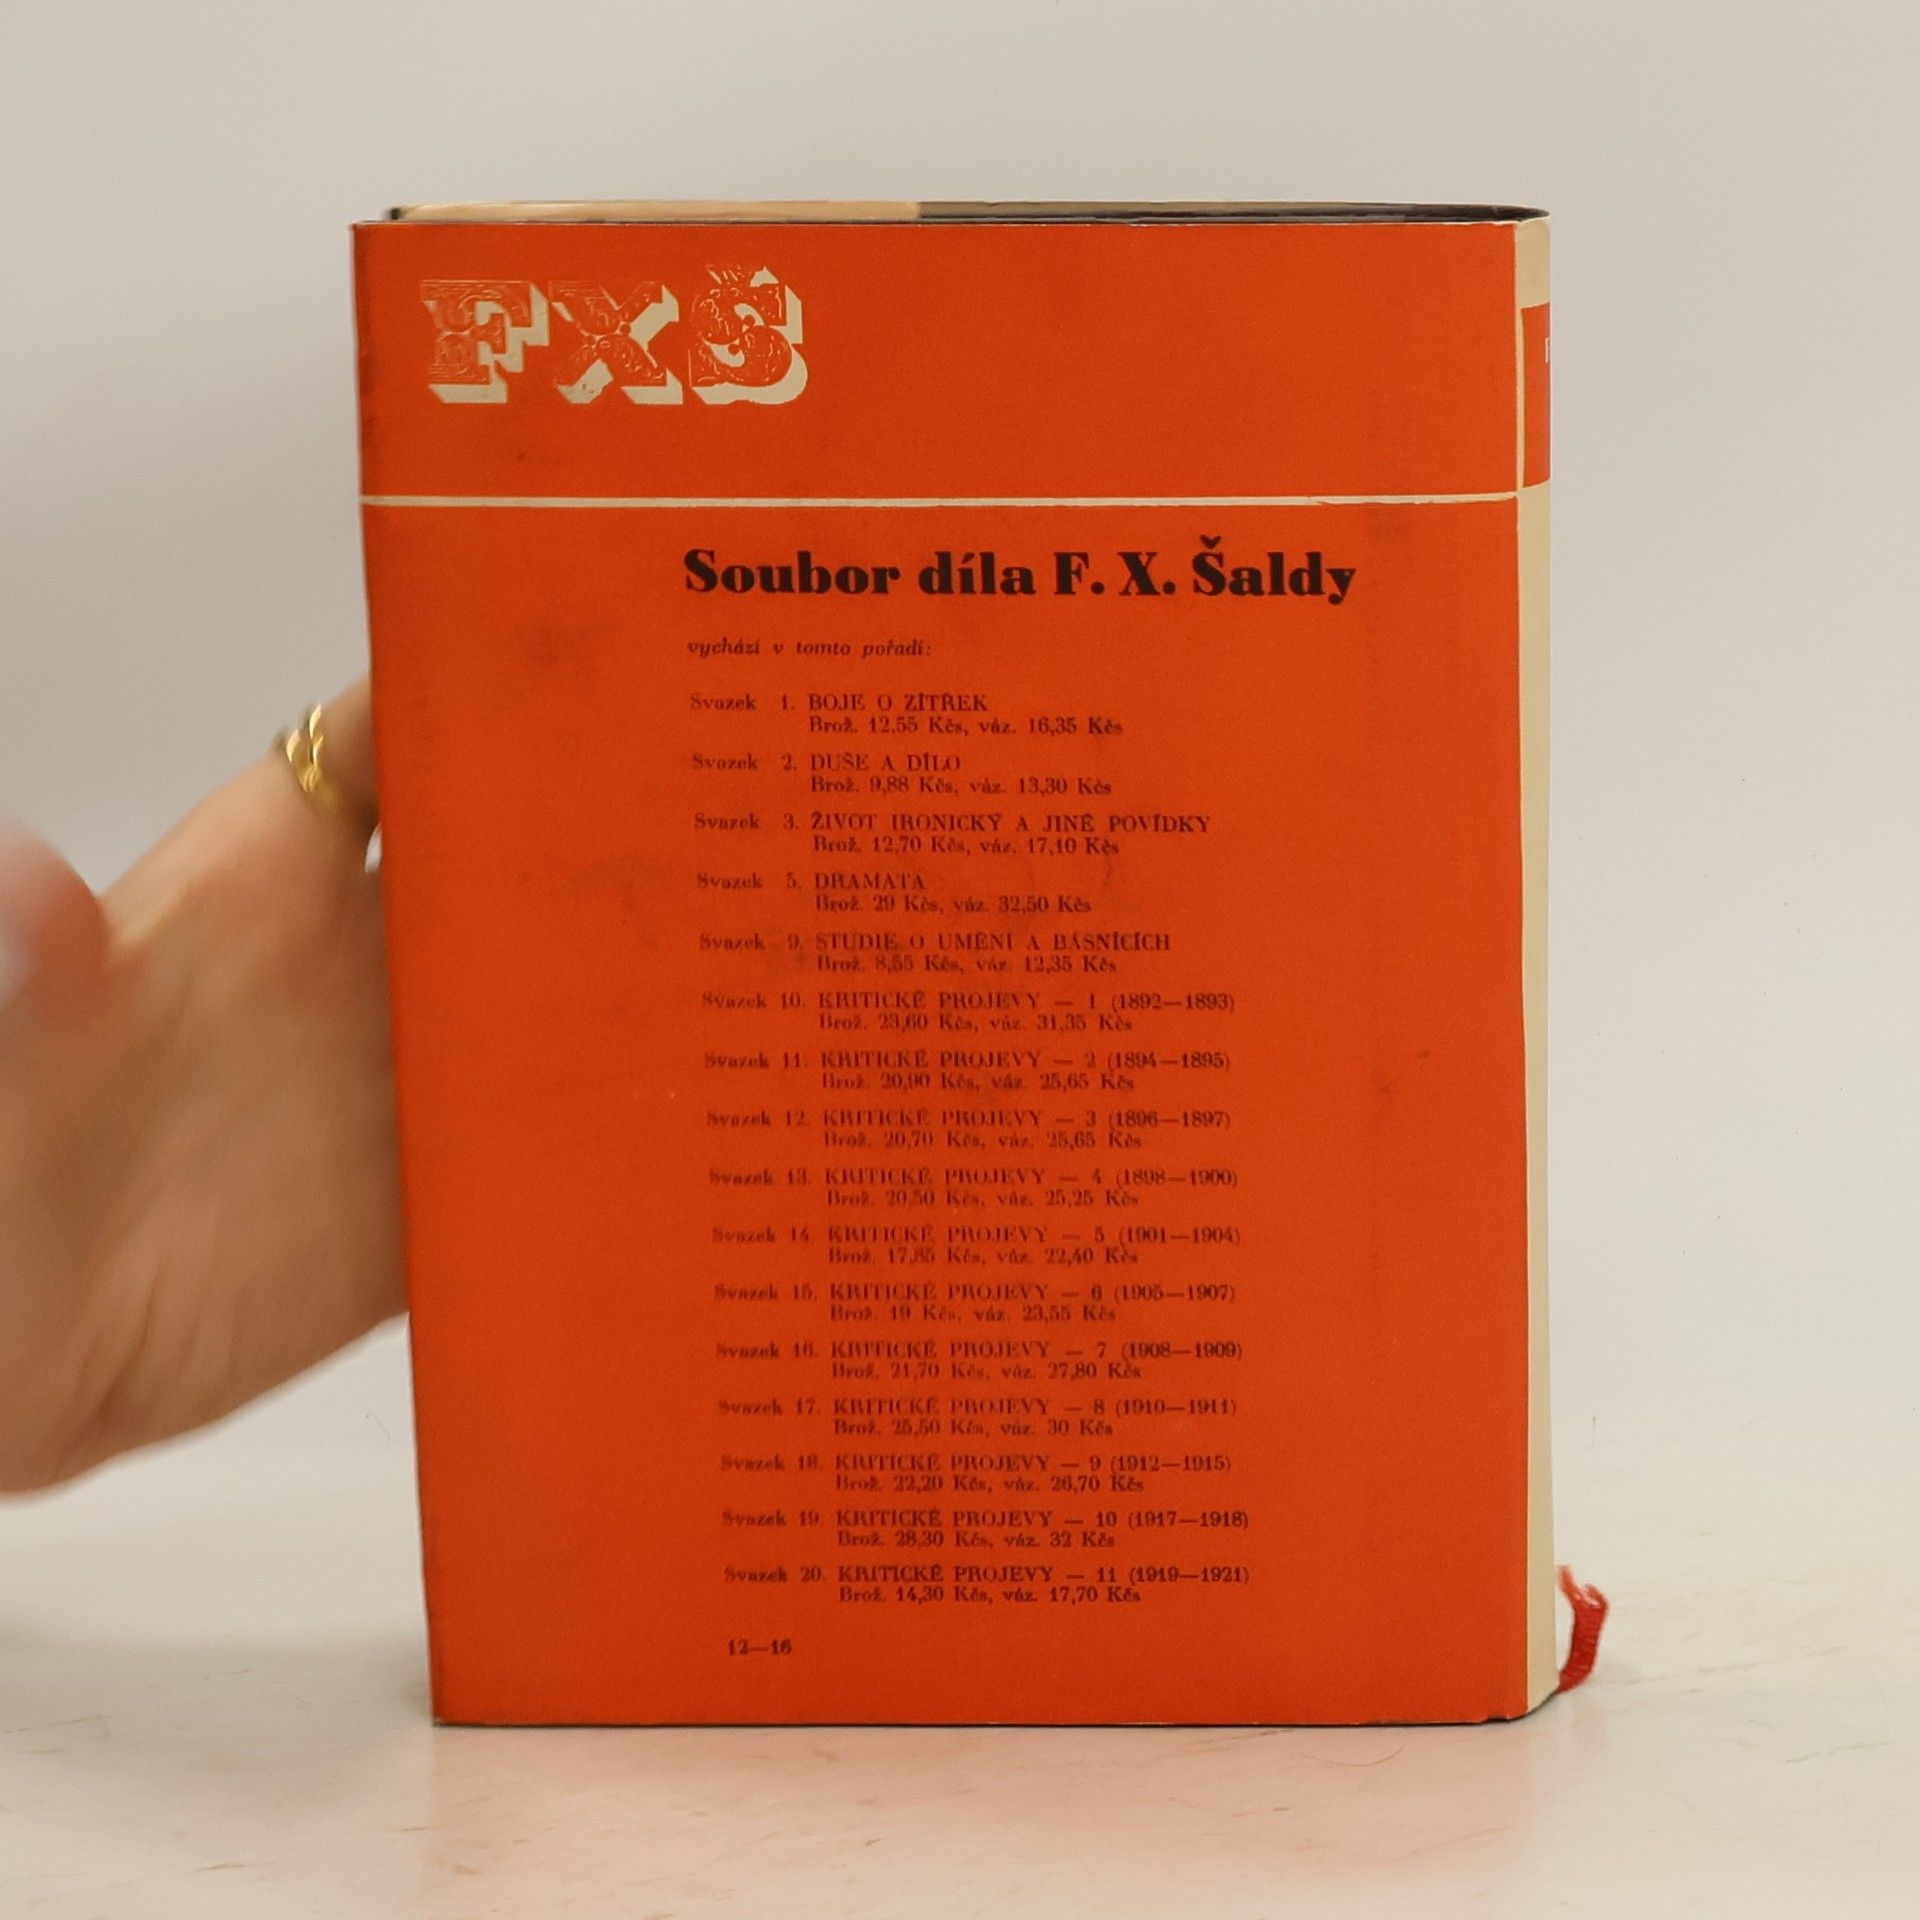 FXŠ
Soubor díla F. X. Šaldy
vychází v tomto pořadí:
Svazek 1. BOJE O ZÍTŘEK
Brož. 12,55 Kčs, váz. 16,35 Kčs
Svazek 2. DUŠE A DÍLO
Brož. 9,88 Kčs, váz. 13,30 Kčs
Svazek 3. ŽIVOT IRONICKÝ A JINÉ POVÍDKY
Brož. 12,70 Kčs, váz. 17,10 Kčs
Svazek 5. DRAMATA
Brož. 29 Kčs, váz. 32,50 Kčs
Svazek 9. STUDIE O UMĚNÍ A BÁSNÍCÍCH
Brož. 8,55 Kčs, váz. 12,35 Kčs
Svazek 10. KRITICKÉ PROJEVY — 1 (1892—1893)
Brož. 23,60 Kčs, váz. 31,35 Kčs
Svazek 11. KRITICKÉ PROJEVY — 2 (1894—1895)
Brož. 20,90 Kčs, váz. 25,65 Kčs
Svazek 12. KRITICKÉ PROJEVY — 3 (1896—1897)
Brož. 20,70 Kčs, váz. 25,65 Kčs
Svazek 13. KRITICKÉ PROJEVY — 4 (1898—1900)
Brož. 20,50 Kčs, váz. 25,25 Kčs
Svazek 14. KRITICKÉ PROJEVY — 5 (1901—1904)
Brož. 17,85 Kčs, váz. 22,40 Kčs
Svazek 15. KRITICKÉ PROJEVY — 6 (1905—1907)
Brož. 19 Kčs, váz. 23,55 Kčs
Svazek 16. KRITICKÉ PROJEVY — 7 (1908—1909)
Brož. 21,70 Kčs, váz. 27,80 Kčs
Svazek 17. KRITICKÉ PROJEVY — 8 (1910—1911)
Brož. 25,50 Kčs, váz. 30 Kčs
Svazek 18. KRITICKÉ PROJEVY — 9 (1912—1915)
Brož. 22,20 Kčs, váz. 26,70 Kčs
Svazek 19. KRITICKÉ PROJEVY — 10 (1917—1918)
Brož. 28,30 Kčs, váz. 32 Kčs
Svazek 20. KRITICKÉ PROJEVY — 11 (1919—1921)
Brož. 14,30 Kčs, váz. 17,70 Kčs
12—16